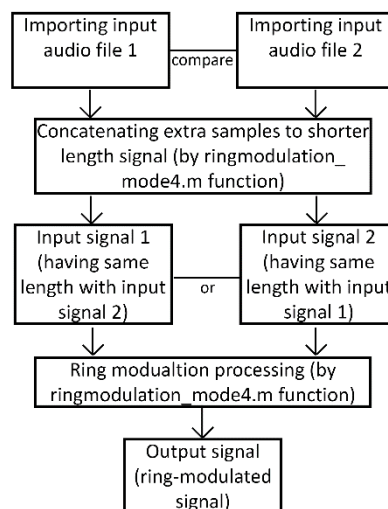 Importing input
audio file 1
compare
Importing input
audio file 2
Concatenating extra samples to shorter
length signal (by ringmodulation_
mode4.m function)
Input signal 1
(having same
length with input
signal 2)
or
Input signal 2
(having same
length with input
signal 1)
Ring modualtion processing (by
ringmodulation_mode4.m function)
Output signal
(ring-modulated
signal)